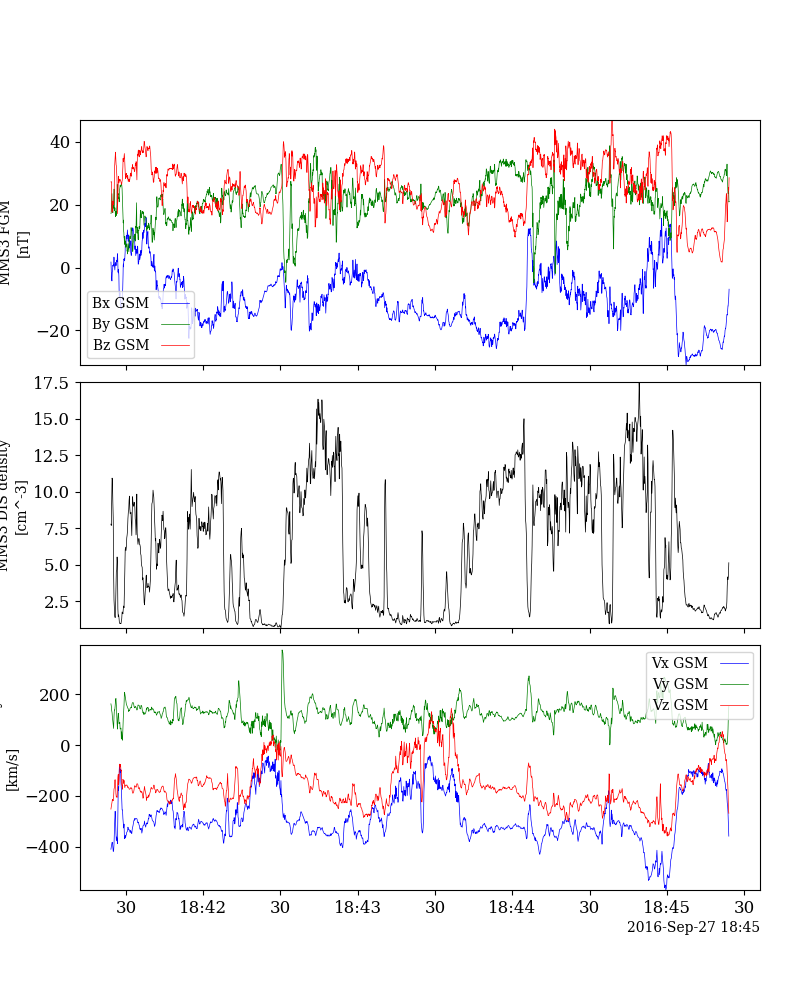 40
20
0
−20
MMS3 FGM
[nT]
Bx GSM
By GSM
Bz GSM
17.5
15.0
12.5
10.0
7.5
5.0
2.5
MMS3 DIS density
[cm^-3]
200
0
−200
−400
[km/s]
Vx GSM
Vy GSM
Vz GSM
30 18:42 30 18:43 30 18:44 30 18:45 30
2016-Sep-27 18:45